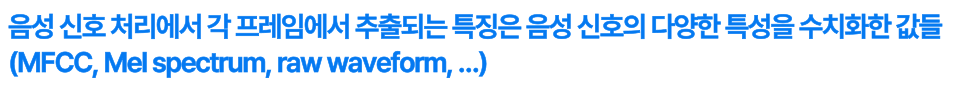 음성 신호 처리에서 각 프레임에서 추출되는 특징은 음성 신호의 다양한 특성을 수치화한 값들
(MFCC, Mel spectrum, raw waveform, ...)